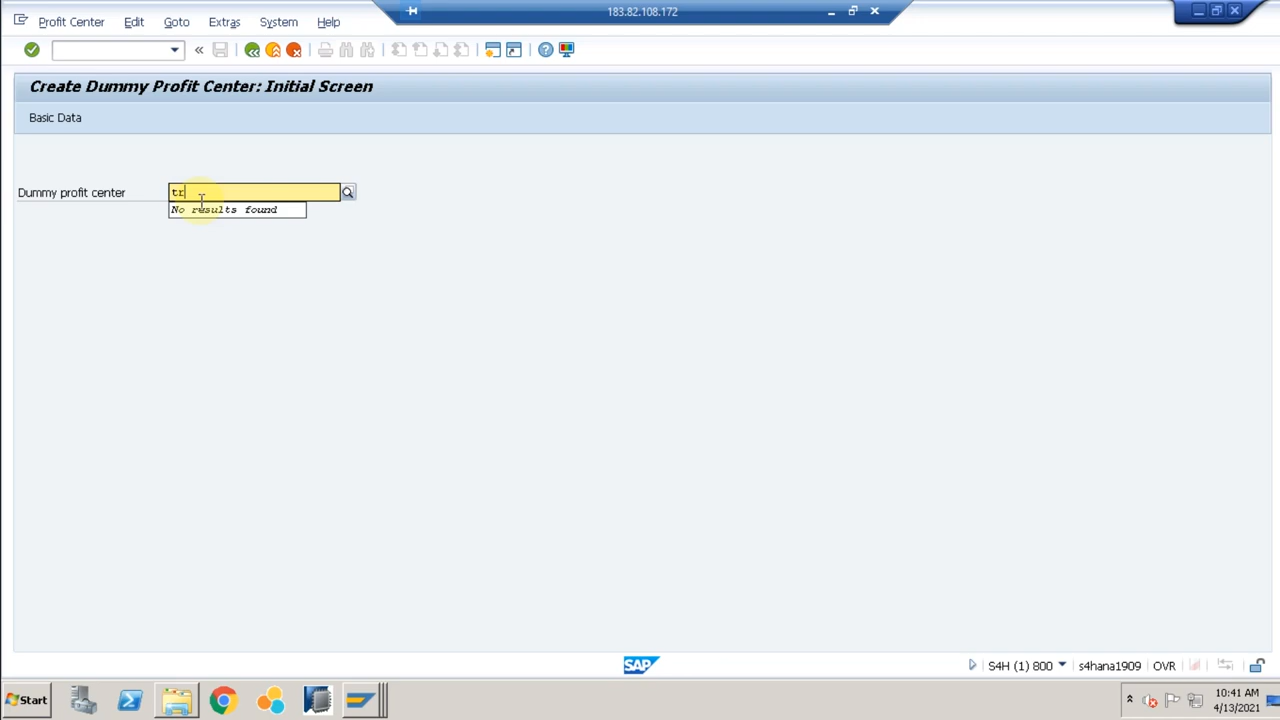 183.82.108.172
Profit Center Edit Goto Extras System Help
Create Dummy Profit Center: Initial Screen
Basic Data
Dummy profit center tr
No results found
SAP S4H (1) 800 s4hana1909 OVR
Start 10:41 AM
4/13/2021